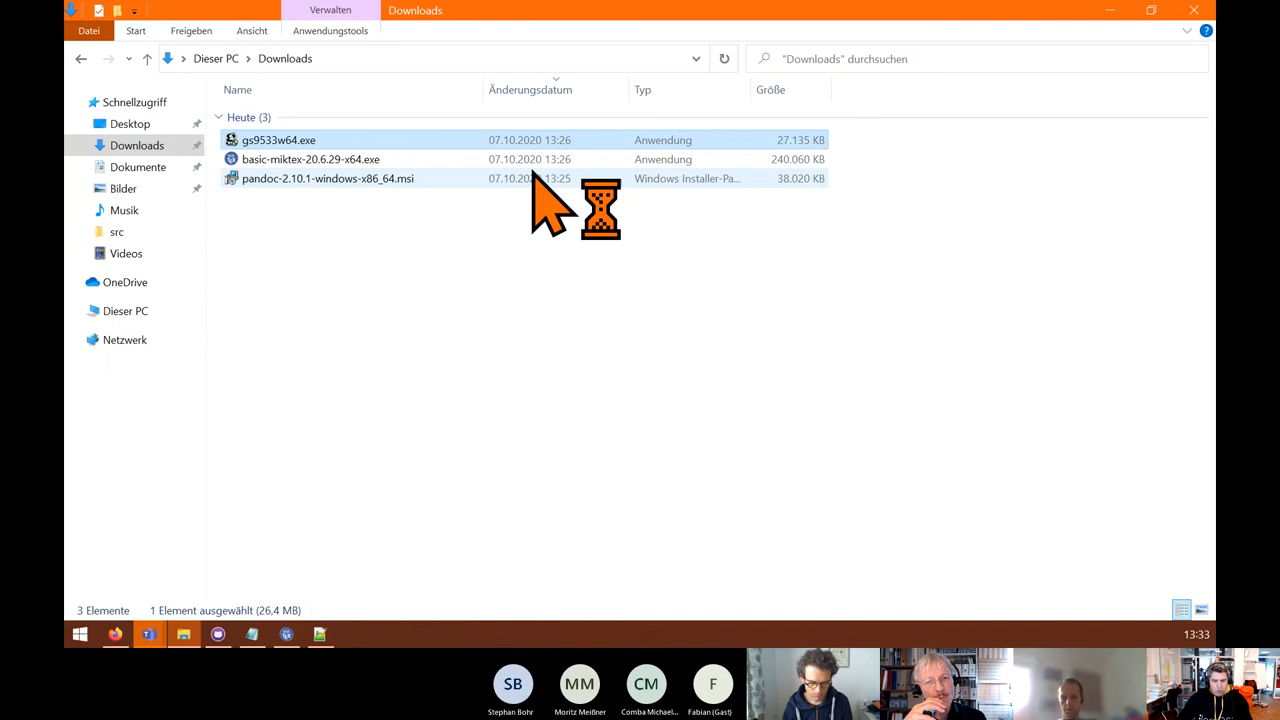 Verwalten
Downloads
Datei
Start
Freigeben
Ansicht
Anwendungstools
Dieser PC
Downloads
"Downloads" durchsuchen
Name
Änderungsdatum
Typ
Größe
Schnellzugriff
Desktop
Downloads
Dokumente
Bilder
Musik
src
Videos
OneDrive
Dieser PC
Netzwerk
Heute (3)
gs9533w64.exe 07.10.2020 13:26 Anwendung 27.135 KB
basic-miktex-20.6.29-x64.exe 07.10.2020 13:26 Anwendung 240.060 KB
pandoc-2.10.1-windows-x86_64.msi 13:25 Windows Installer-Pa... 38.020 KB
3 Elemente 1 Element ausgewählt (26,4 MB)
13:33
SB
MM
CM
F
Stephan Bohr
Moritz Meißner
Comba Michael...
Fabian (Gast)